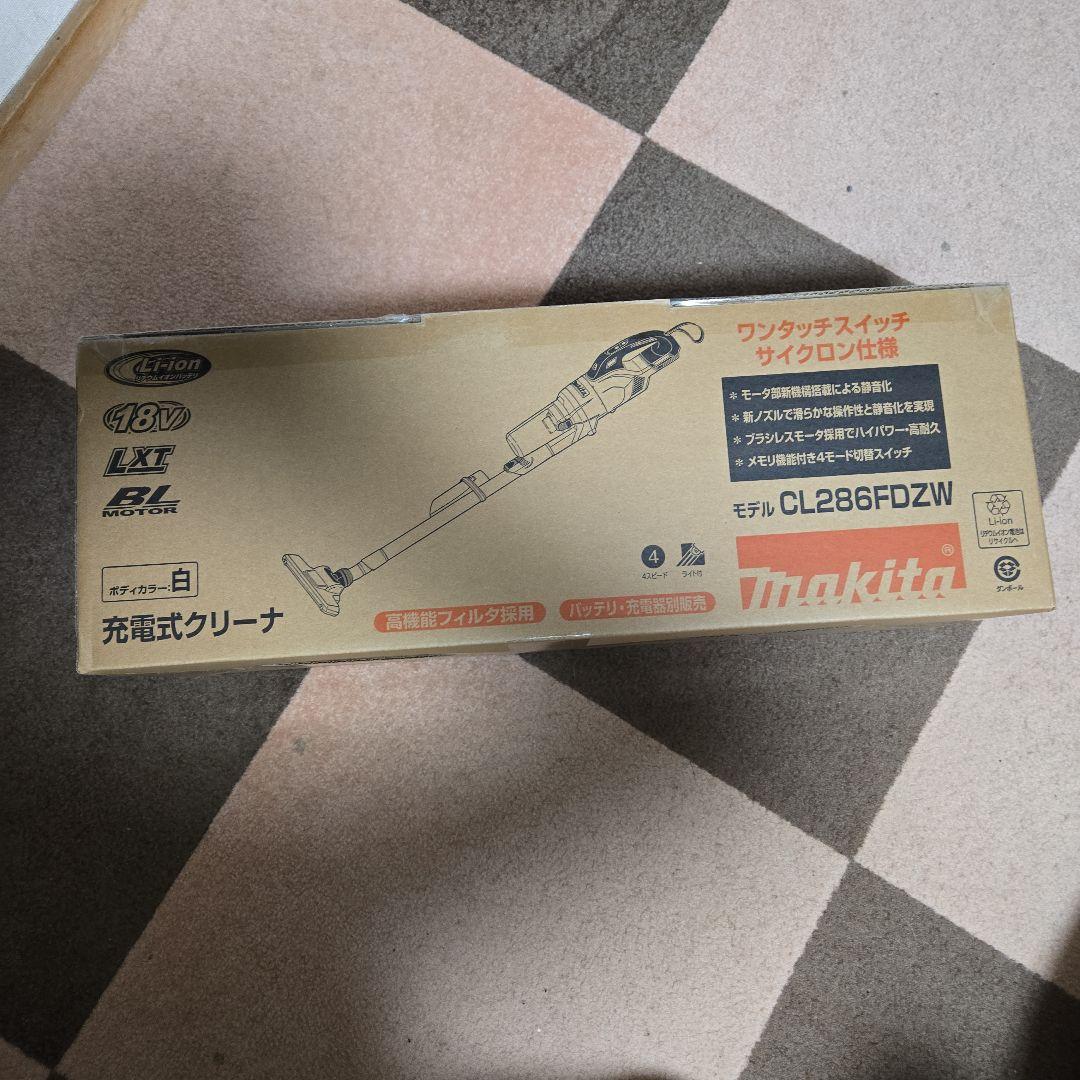 Li-ion
リチウムイオンバッテリ
18V
LXT
BL
MOTOR
ボディカラー:白
充電式クリーナ
4
4スピード
ライト付
高機能フィルタ採用
バッテリ・充電器別販売
ワンタッチスイッチ
サイクロン仕様
* モータ部新機構搭載による静音化
* 新ノズルで滑らかな操作性と静音化を実現
* ブラシレスモータ採用でハイパワー・高耐久
* メモリ機能付き4モード切替スイッチ
モデル CL286FDZW
makita®
Li-ion
リチウムイオン電池は
リサイクルへ
ダンボール